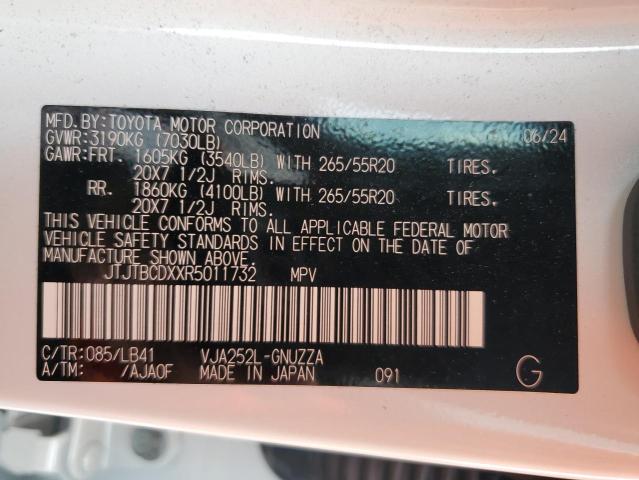 MFD.BY:TOYOTA MOTOR CORPORATION 06/24
GVWR:3190KG (7030LB)
GAWR:FRT. 1605KG (3540LB) WITH 265/55R20 TIRES.
20X7 1/2J RIMS.
RR. 1860KG (4100LB) WITH 265/55R20 TIRES.
20X7 1/2J RIMS.
THIS VEHICLE CONFORMS TO ALL APPLICABLE FEDERAL MOTOR
VEHICLE SAFETY STANDARDS IN EFFECT ON THE DATE OF
MANUFACTURE SHOWN ABOVE.
JTJTBCDXXR5011732 MPV
C/TR:085/LB41 VJA252L-GNUZZA
A/TM: /AJA0F MADE IN JAPAN 091 G